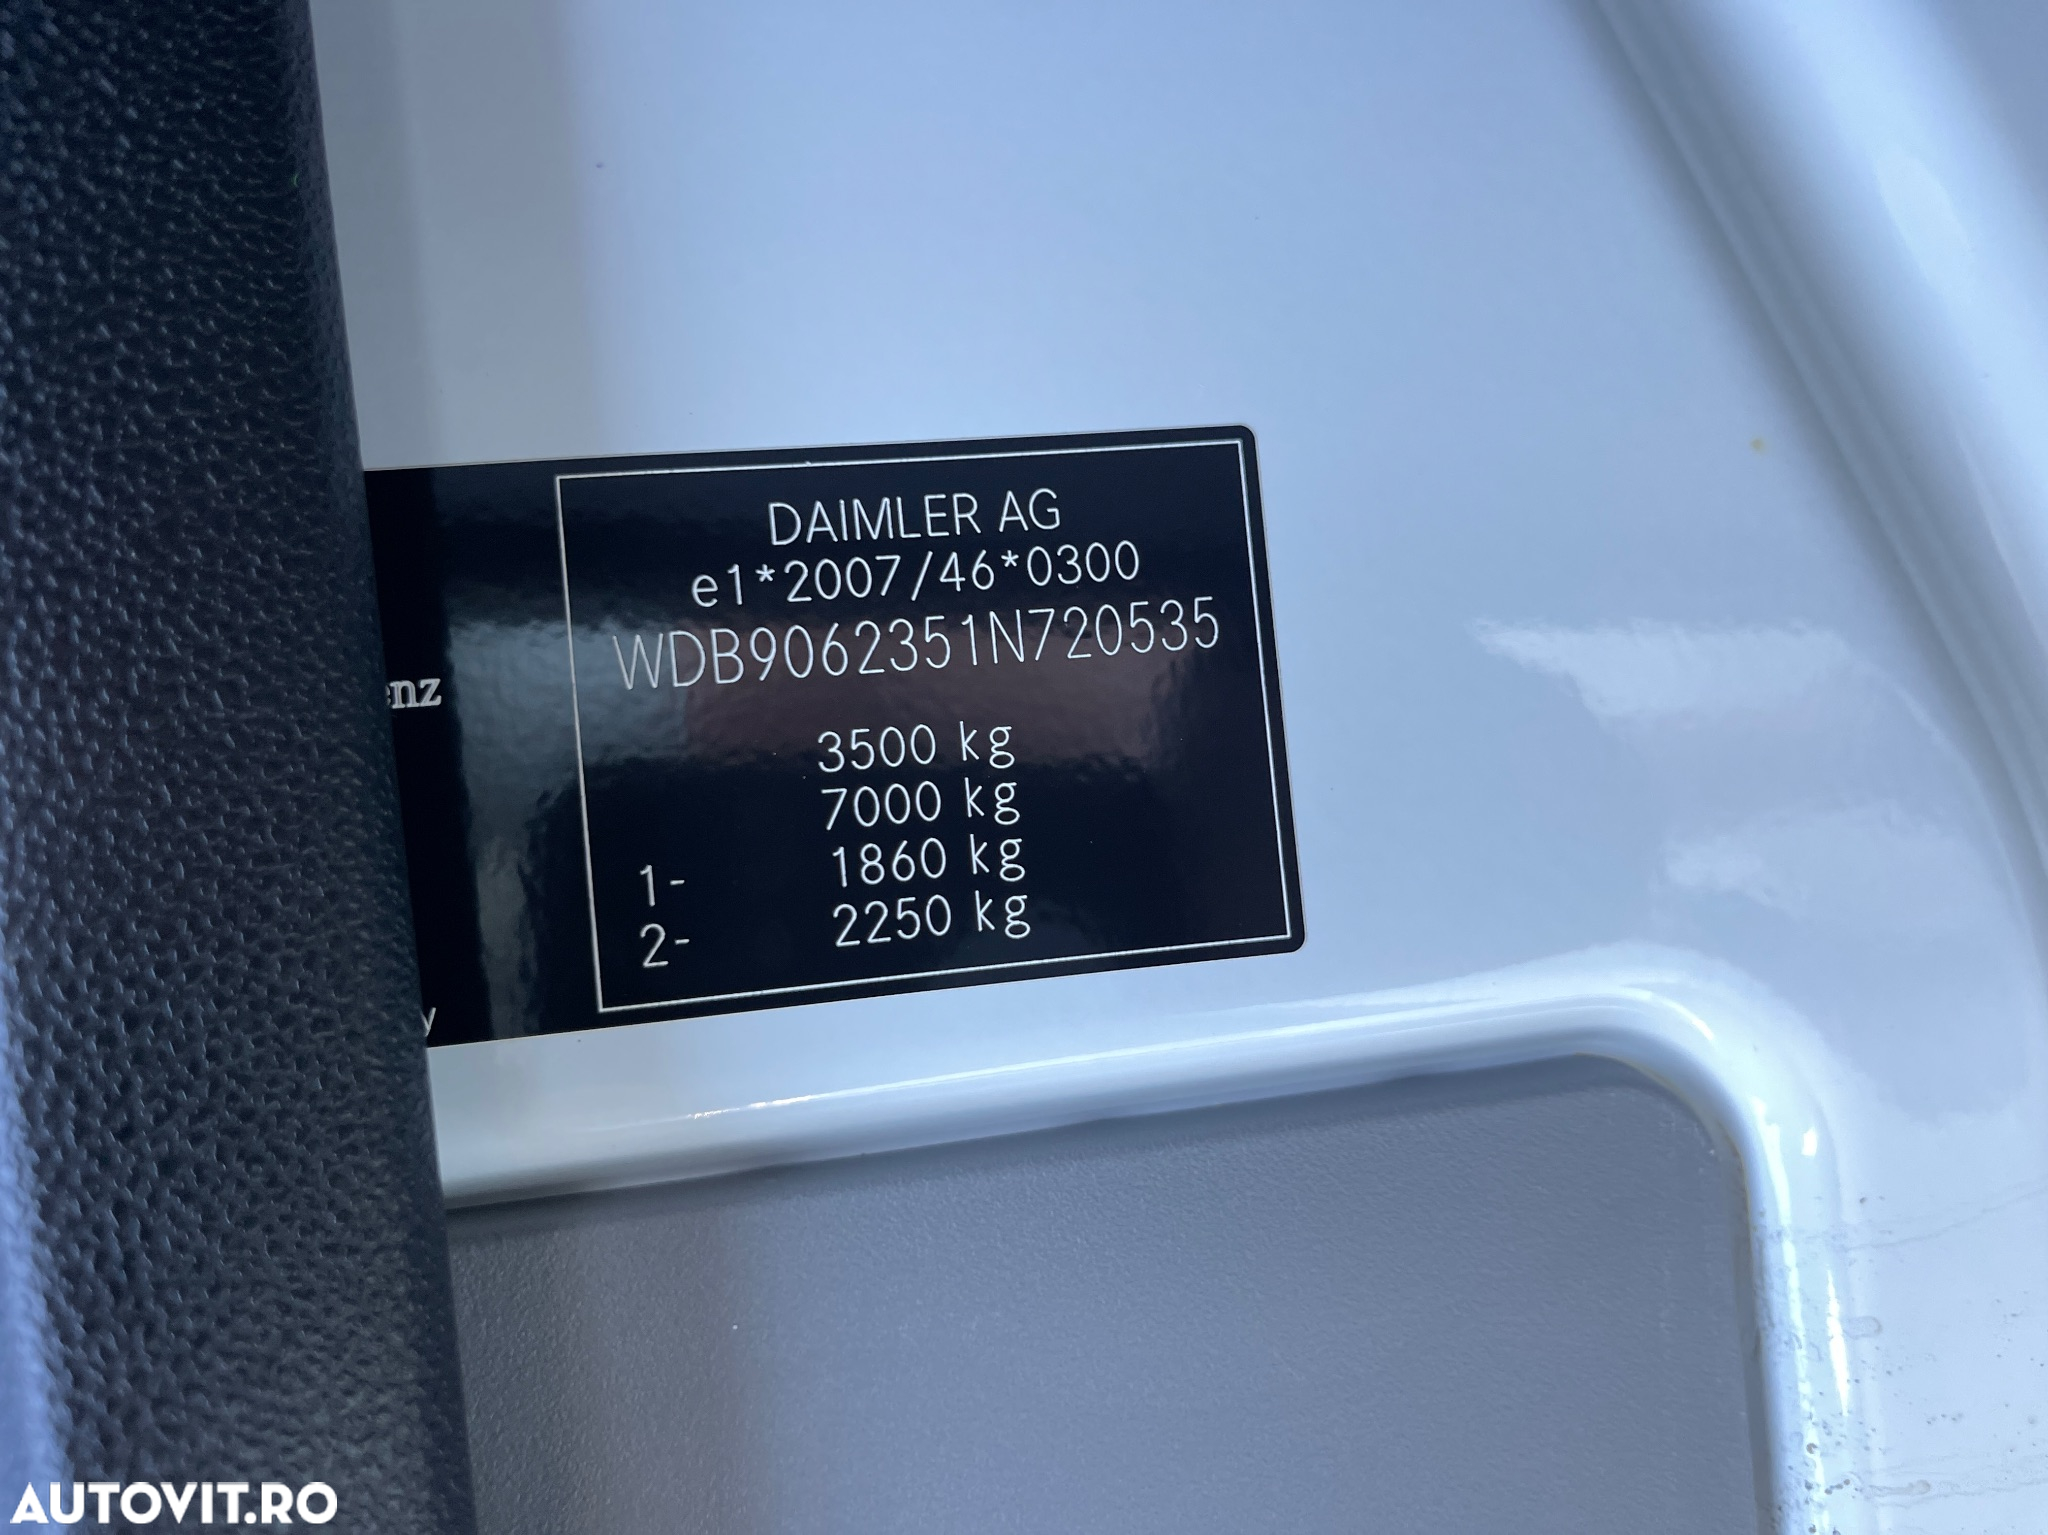 DAIMLER AG
e1*2007/46*0300
WDB9062351N720535
enz
3500 kg
7000 kg
1- 1860 kg
2- 2250 kg
y
AUTOVIT.RO